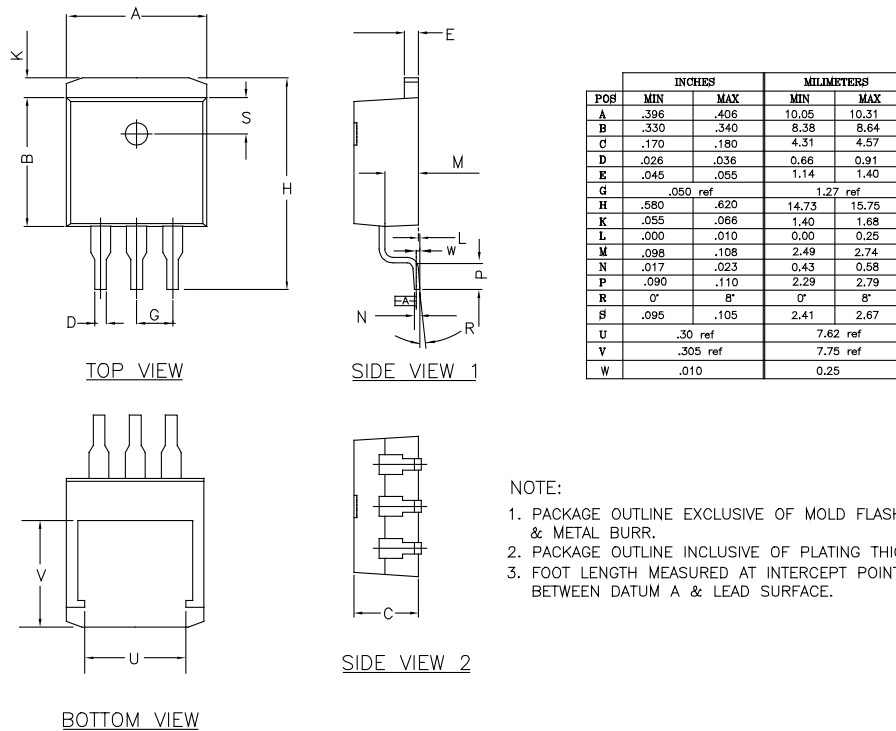 A
K
E
S
B
H
M
L
W
P
A
D
G
N
R
TOP VIEW
SIDE VIEW 1
INCHES MILIMETERS
POS MIN MAX MIN MAX
A .396 .406 10.05 10.31
B .330 .340 8.38 8.64
C .170 .180 4.31 4.57
D .026 .036 0.66 0.91
E .045 .055 1.14 1.40
G .050 ref 1.27 ref
H .580 .620 14.73 15.75
K .055 .066 1.40 1.68
L .000 .010 0.00 0.25
M .098 .108 2.49 2.74
N .017 .023 0.43 0.58
P .090 .110 2.29 2.79
R 0° 8° 0° 8°
S .095 .105 2.41 2.67
U .30 ref 7.62 ref
V .305 ref 7.75 ref
W .010 0.25
V
U
C
BOTTOM VIEW
SIDE VIEW 2
NOTE:
1. PACKAGE OUTLINE EXCLUSIVE OF MOLD FLASH
& METAL BURR.
2. PACKAGE OUTLINE INCLUSIVE OF PLATING
3. FOOT LENGTH MEASURED AT INTERCEPT POINT
BETWEEN DATUM A & LEAD SURFACE.